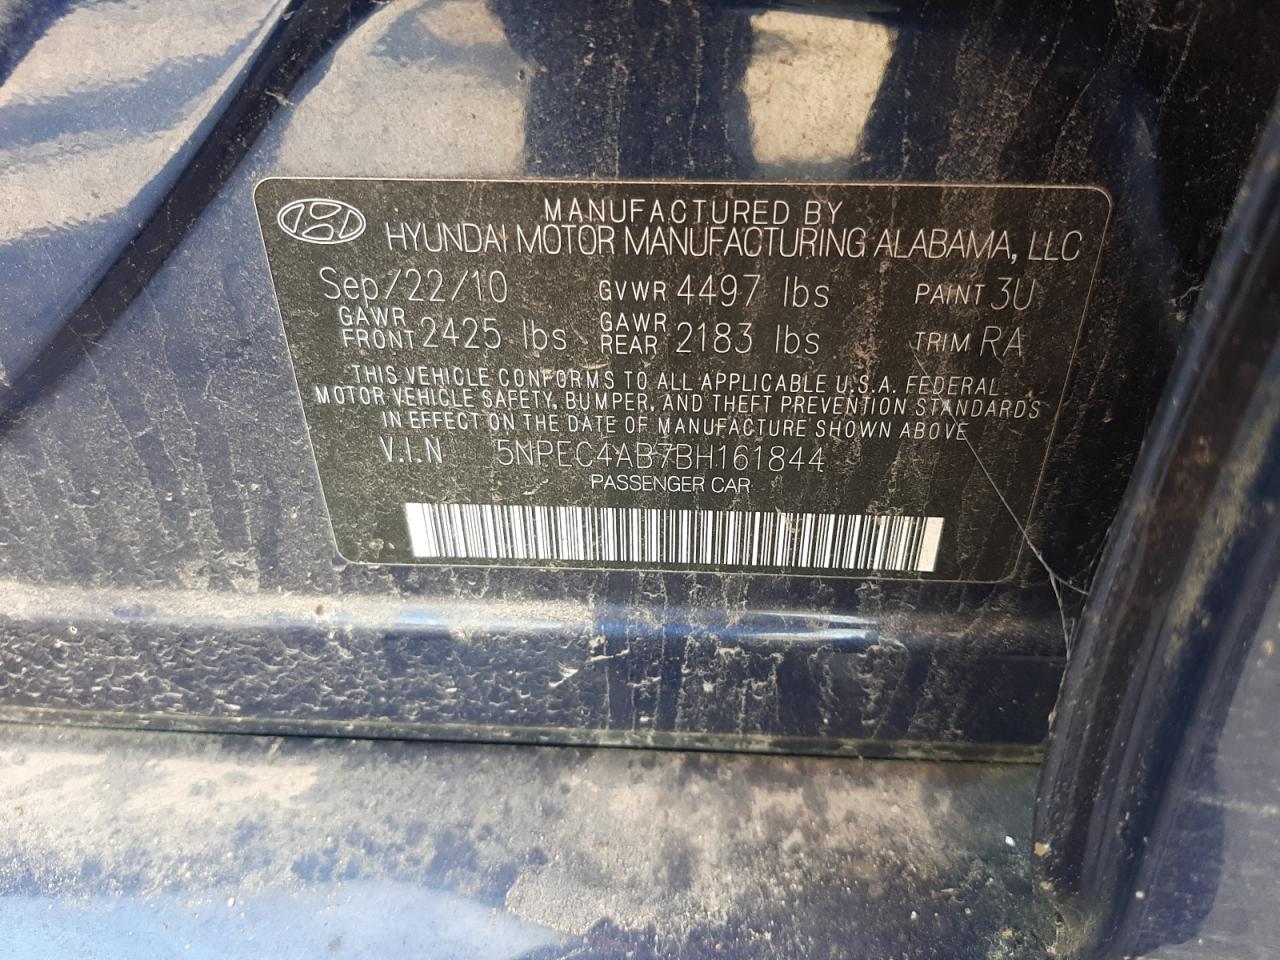 MANUFACTURED BY
HYUNDAI MOTOR MANUFACTURING ALABAMA, LLC
Sep/22/10 GVWR 4497 lbs PAINT 3U
GAWR FRONT 2425 lbs GAWR REAR 2183 lbs TRIM RA
THIS VEHICLE CONFORMS TO ALL APPLICABLE U.S.A. FEDERAL
MOTOR VEHICLE SAFETY, BUMPER, AND THEFT PREVENTION STANDARDS
IN EFFECT ON THE DATE OF MANUFACTURE SHOWN ABOVE
V.I.N 5NPEC4AB7BH161844
PASSENGER CAR